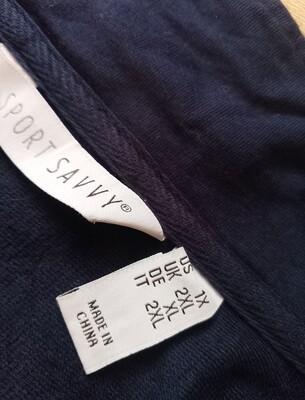 SPORT SAVVY®
US 1X
UK 2XL
DE XL
IT 2XL
MADE IN
CHINA